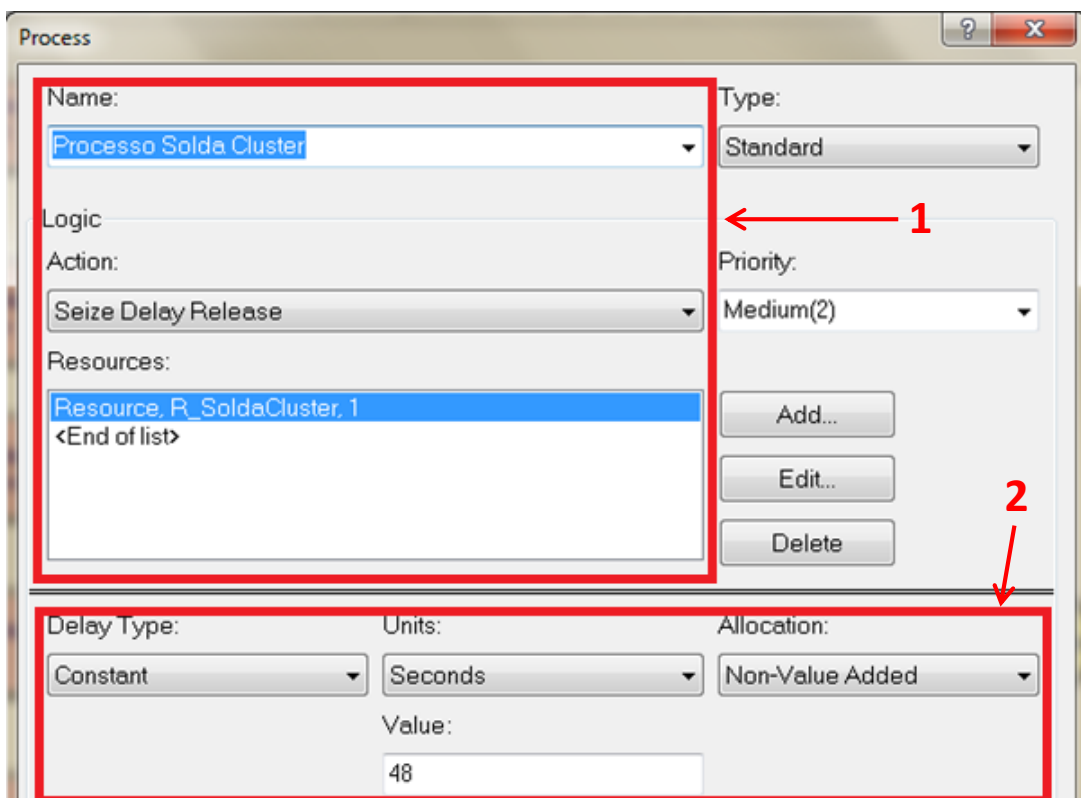 Process
Name:
Type:
Processo Solda Cluster
Standard
Logic
1
Action:
Priority:
Seize Delay Release
Medium(2)
Resources:
Resource, R_SoldaCluster, 1
<End of list>
Add...
Edit...
2
Delete
Delay Type:
Units:
Allocation:
Constant
Seconds
Non-Value Added
Value:
48